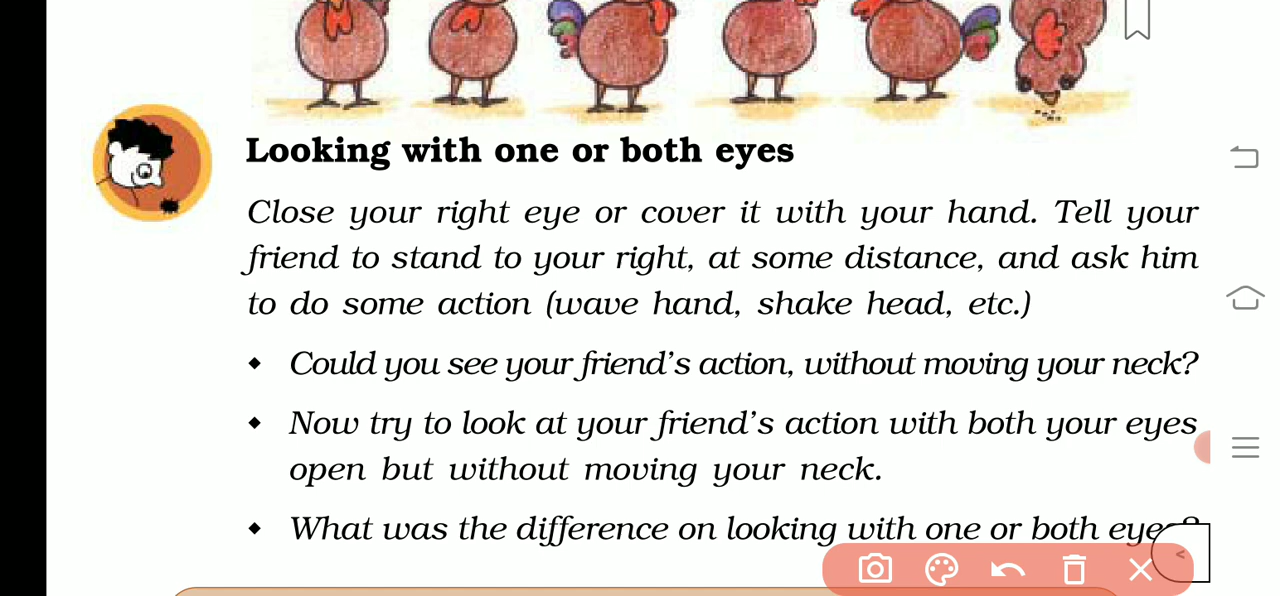 Looking with one or both eyes
Close your right eye or cover it with your hand. Tell your
friend to stand to your right, at some distance, and ask him
to do some action (wave hand, shake head, etc.)
◆ Could you see your friend's action, without moving your neck?
◆ Now try to look at your friend's action with both your eyes
open but without moving your neck.
◆ What was the difference on looking with one or both eyes?